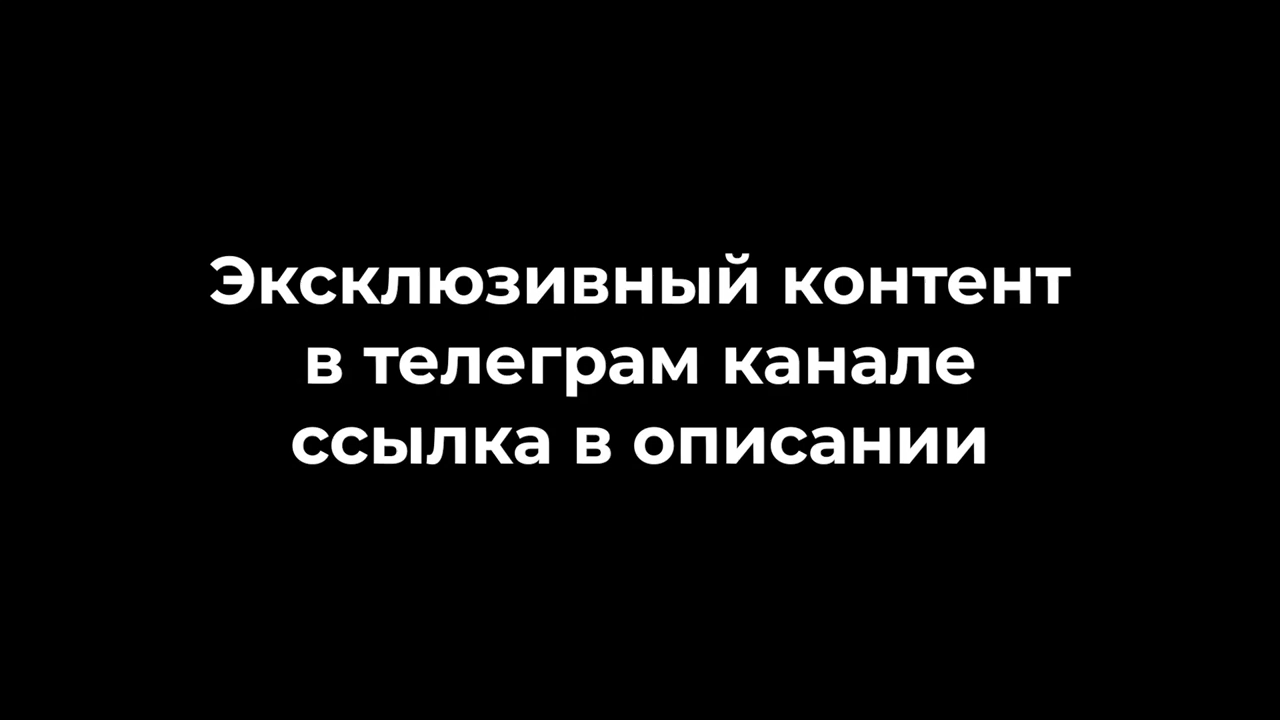 Эксклюзивный контент
в телеграм канале
ссылка в описании